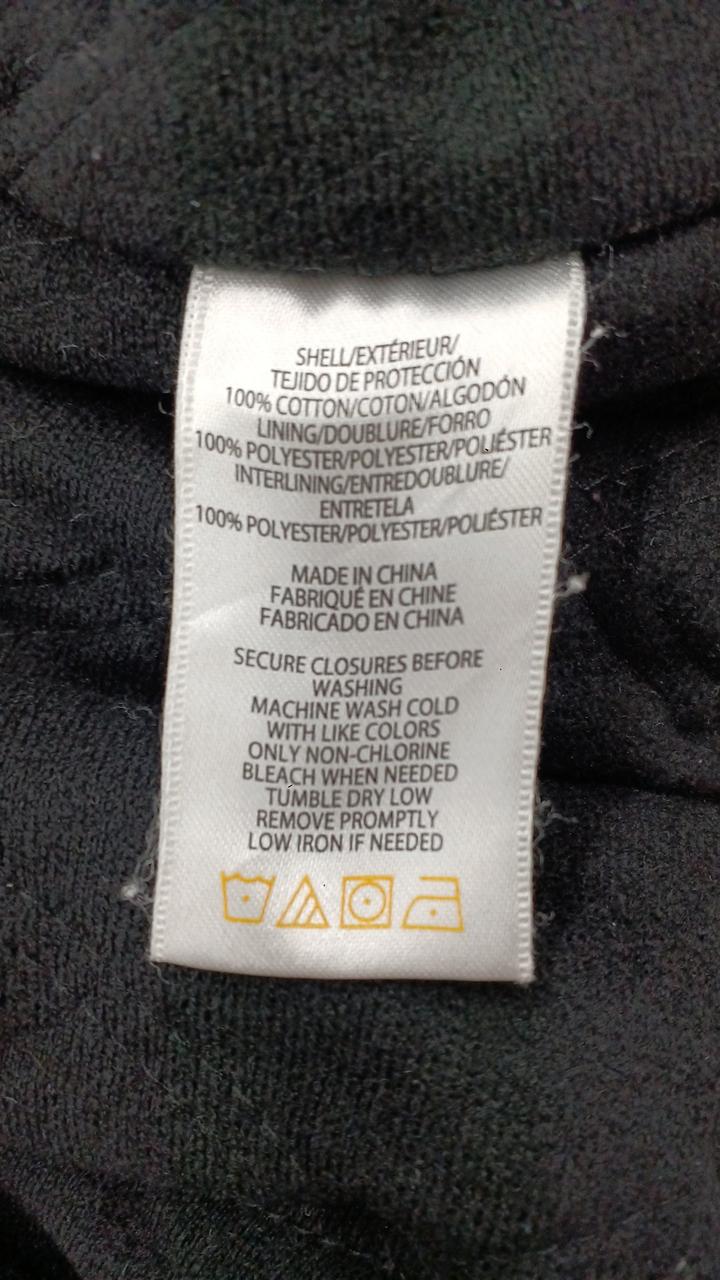 SHELL/EXTÉRIEUR/
TEJIDO DE PROTECCIÓN
100% COTTON/COTON/ALGODÓN
LINING/DOUBLURE/FORRO
100% POLYESTER/POLYESTER/POLIÉSTER
INTERLINING/ENTREDOUBLURE/
ENTRETELA
100% POLYESTER/POLYESTER/POLIÉSTER
MADE IN CHINA
FABRIQUÉ EN CHINE
FABRICADO EN CHINA
SECURE CLOSURES BEFORE
WASHING
MACHINE WASH COLD
WITH LIKE COLORS
ONLY NON-CHLORINE
BLEACH WHEN NEEDED
TUMBLE DRY LOW
REMOVE PROMPTLY
LOW IRON IF NEEDED